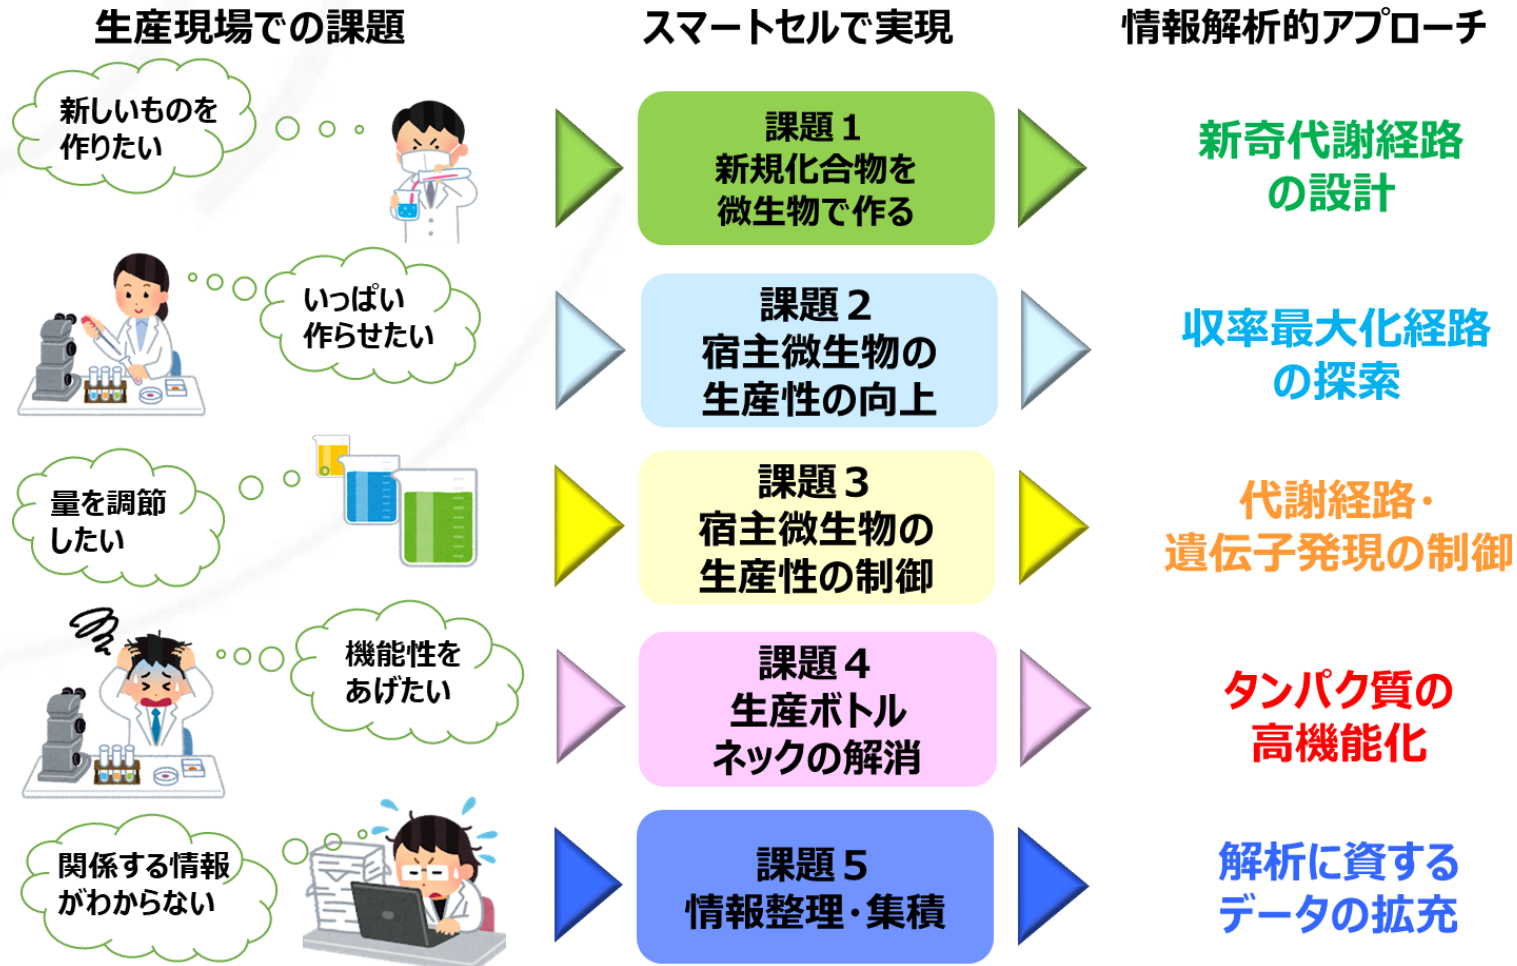 生産現場での課題
スマートセルで実現
情報解析的アプローチ
新しいものを
作りたい
課題１
新規化合物を
微生物で作る
新奇代謝経路
の設計
いっぱい
作らせたい
課題２
宿主微生物の
生産性の向上
収率最大化経路
の探索
量を調節
したい
課題３
宿主微生物の
生産性の制御
代謝経路・
遺伝子発現の制御
機能性を
あげたい
課題４
生産ボトル
ネックの解消
タンパク質の
高機能化
関係する情報
がわからない
課題５
情報整理・集積
解析に資する
データの拡充